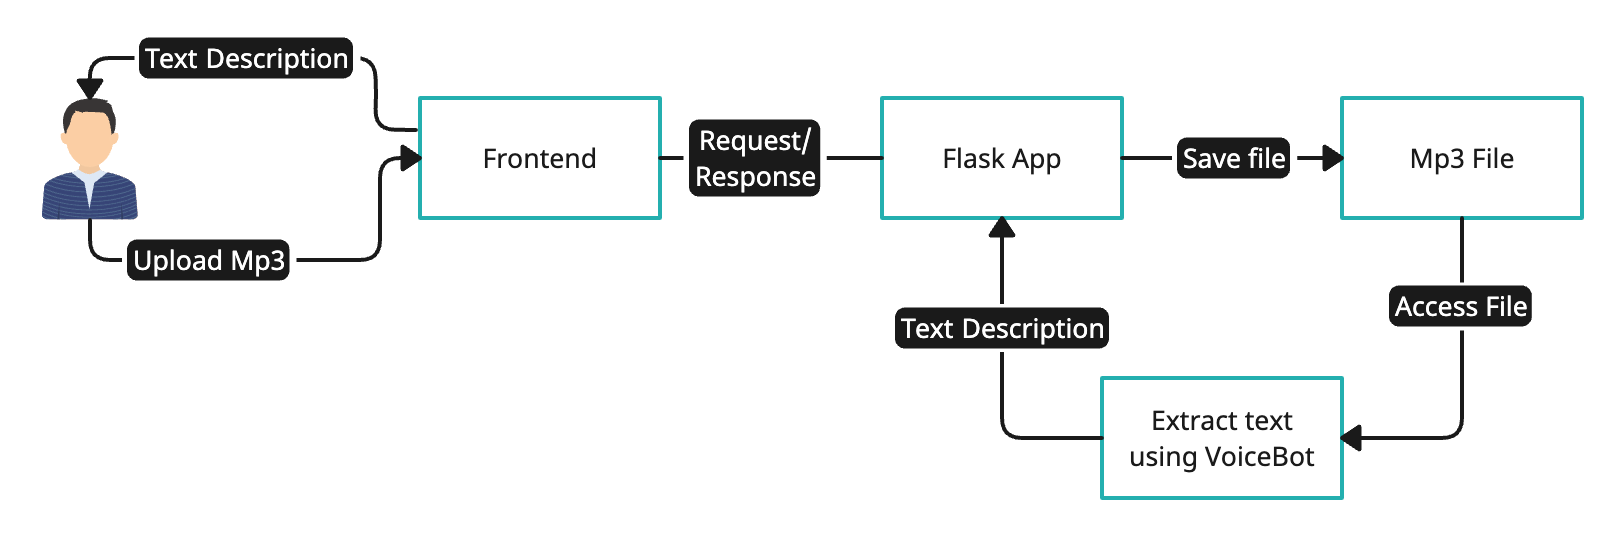 Text Description
Frontend
Request/
Response
Flask App
Save file
Mp3 File
Upload Mp3
Access File
Text Description
Extract text
using VoiceBot